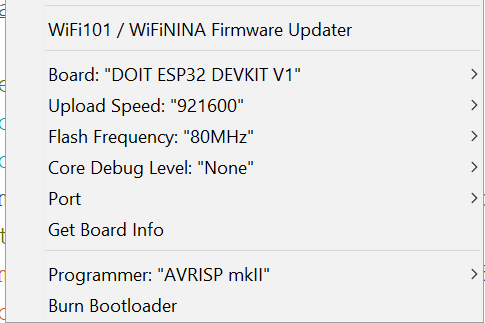 WiFi101 / WiFiNINA Firmware Updater
Board: "DOIT ESP32 DEVKIT V1"
Upload Speed: "921600"
Flash Frequency: "80MHz"
Core Debug Level: "None"
Port
Get Board Info
Programmer: "AVRISP mkII"
Burn Bootloader